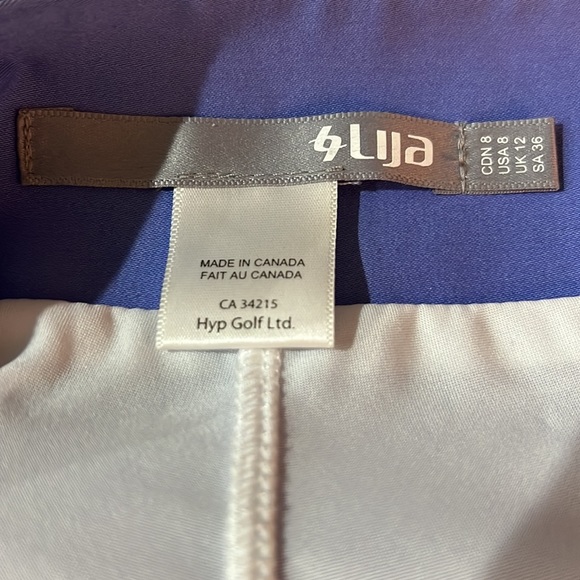 Lija
CDN 8
USA 8
UK 12
SA 36
MADE IN CANADA
FAIT AU CANADA
CA 34215
Hyp Golf Ltd.